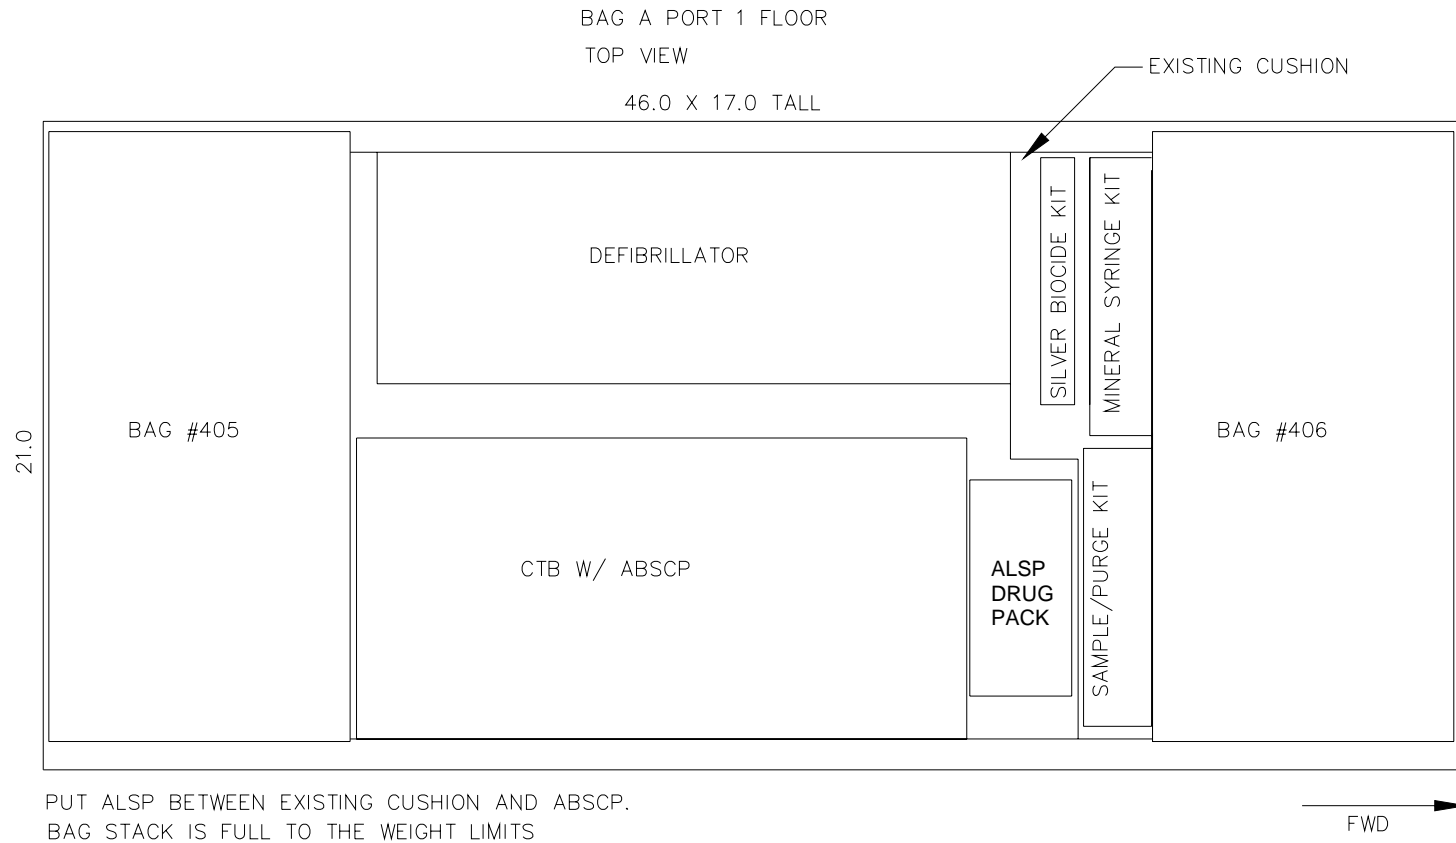 BAG A PORT 1 FLOOR
TOP VIEW
EXISTING CUSHION
46.0 X 17.0 TALL
DEFIBRILLATOR
SILVER BIOCIDE KIT
MINERAL SYRINGE KIT
21.0
BAG #405
BAG #406
CTB W/ ABSCP
ALSP
DRUG
PACK
SAMPLE/PURGE KIT
PUT ALSP BETWEEN EXISTING CUSHION AND ABSCP.
BAG STACK IS FULL TO THE WEIGHT LIMITS
FWD